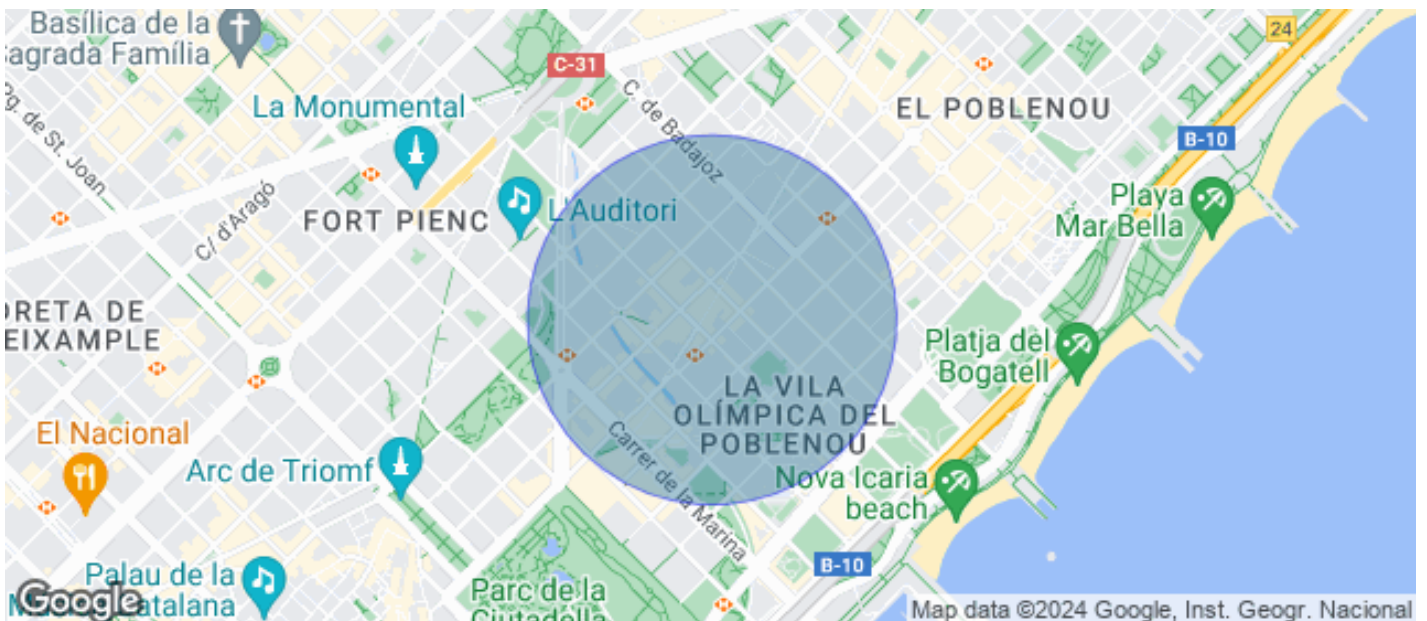 Basílica de la
Sagrada Família
24
C-31
La Monumental
C. de Badajoz
EL POBLENOU
Pg. de St. Joan
B-10
C/ d'Aragó
Playa
Mar Bella
FORT PIENC
L'Auditori
DRETA DE
EIXAMPLE
Platja del
Bogatell
LA VILA
OLÍMPICA DEL
POBLENOU
El Nacional
Carrer de la Marina
Arc de Triomf
Nova Icaria
beach
B-10
Palau de la
Catalana
Parc de la
Ciutadella
Google
Map data ©2024 Google, Inst. Geogr. Nacional